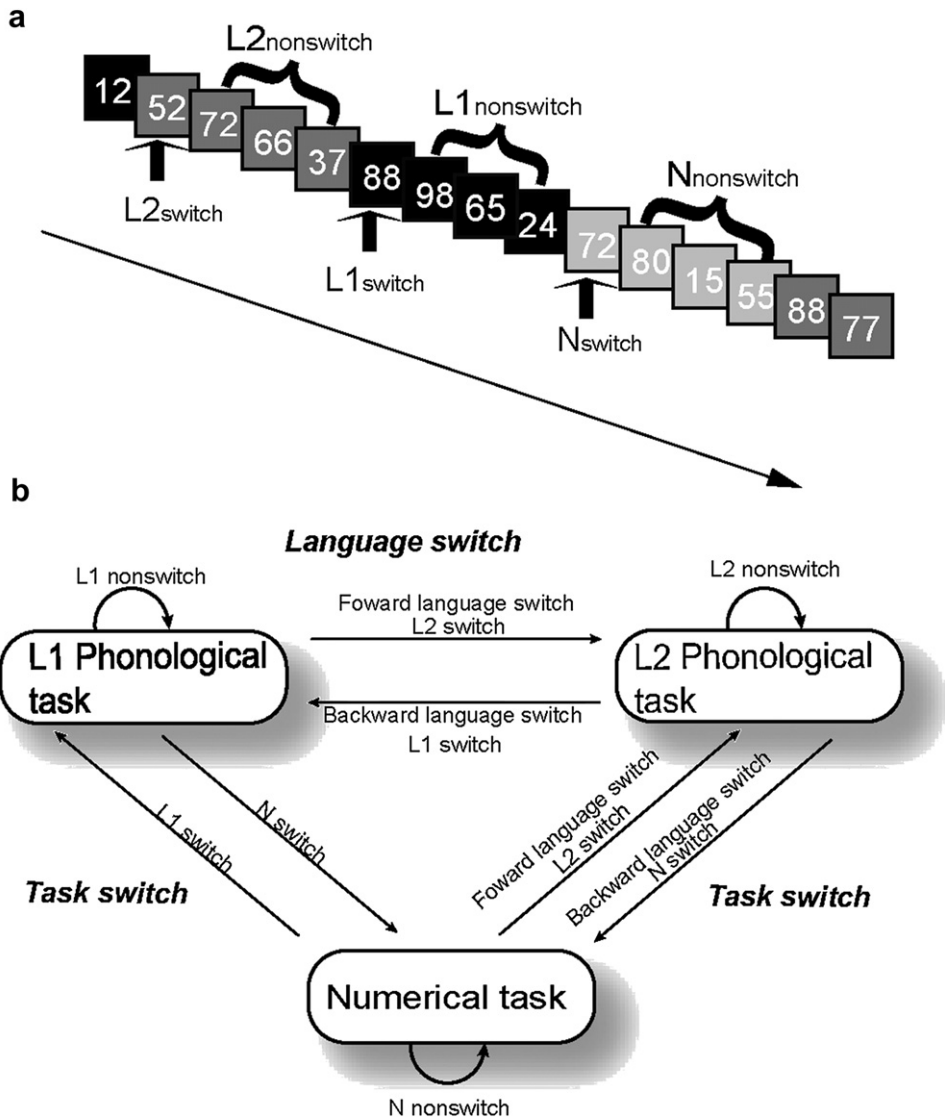 a
L2nonswitch
12
52
72
66
37
88
98
65
24
72
80
15
55
88
77
L1nonswitch
Nnonswitch
L2switch
L1switch
Nswitch
b
Language switch
L1 nonswitch
L2 nonswitch
Foward language switch
L2 switch
L1 Phonological
task
L2 Phonological
task
Backward language switch
L1 switch
L1 switch
N switch
Foward language switch
L2 switch
Backward language switch
N switch
Task switch
Task switch
Numerical task
N nonswitch